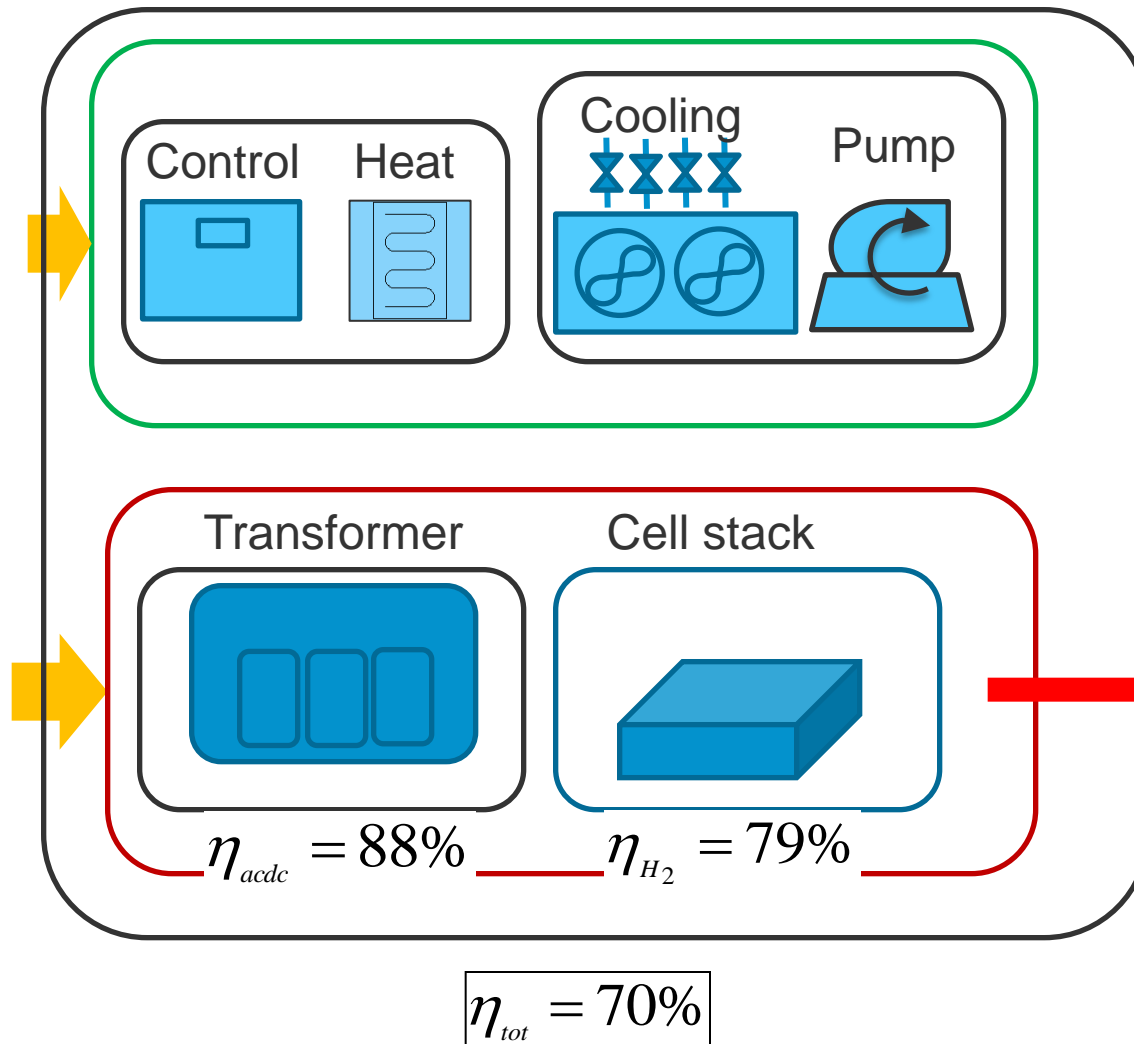 Control Heat
Cooling
Pump
Transformer Cell stack
η_acdc = 88%
η_H₂ = 79%
η_tot = 70%